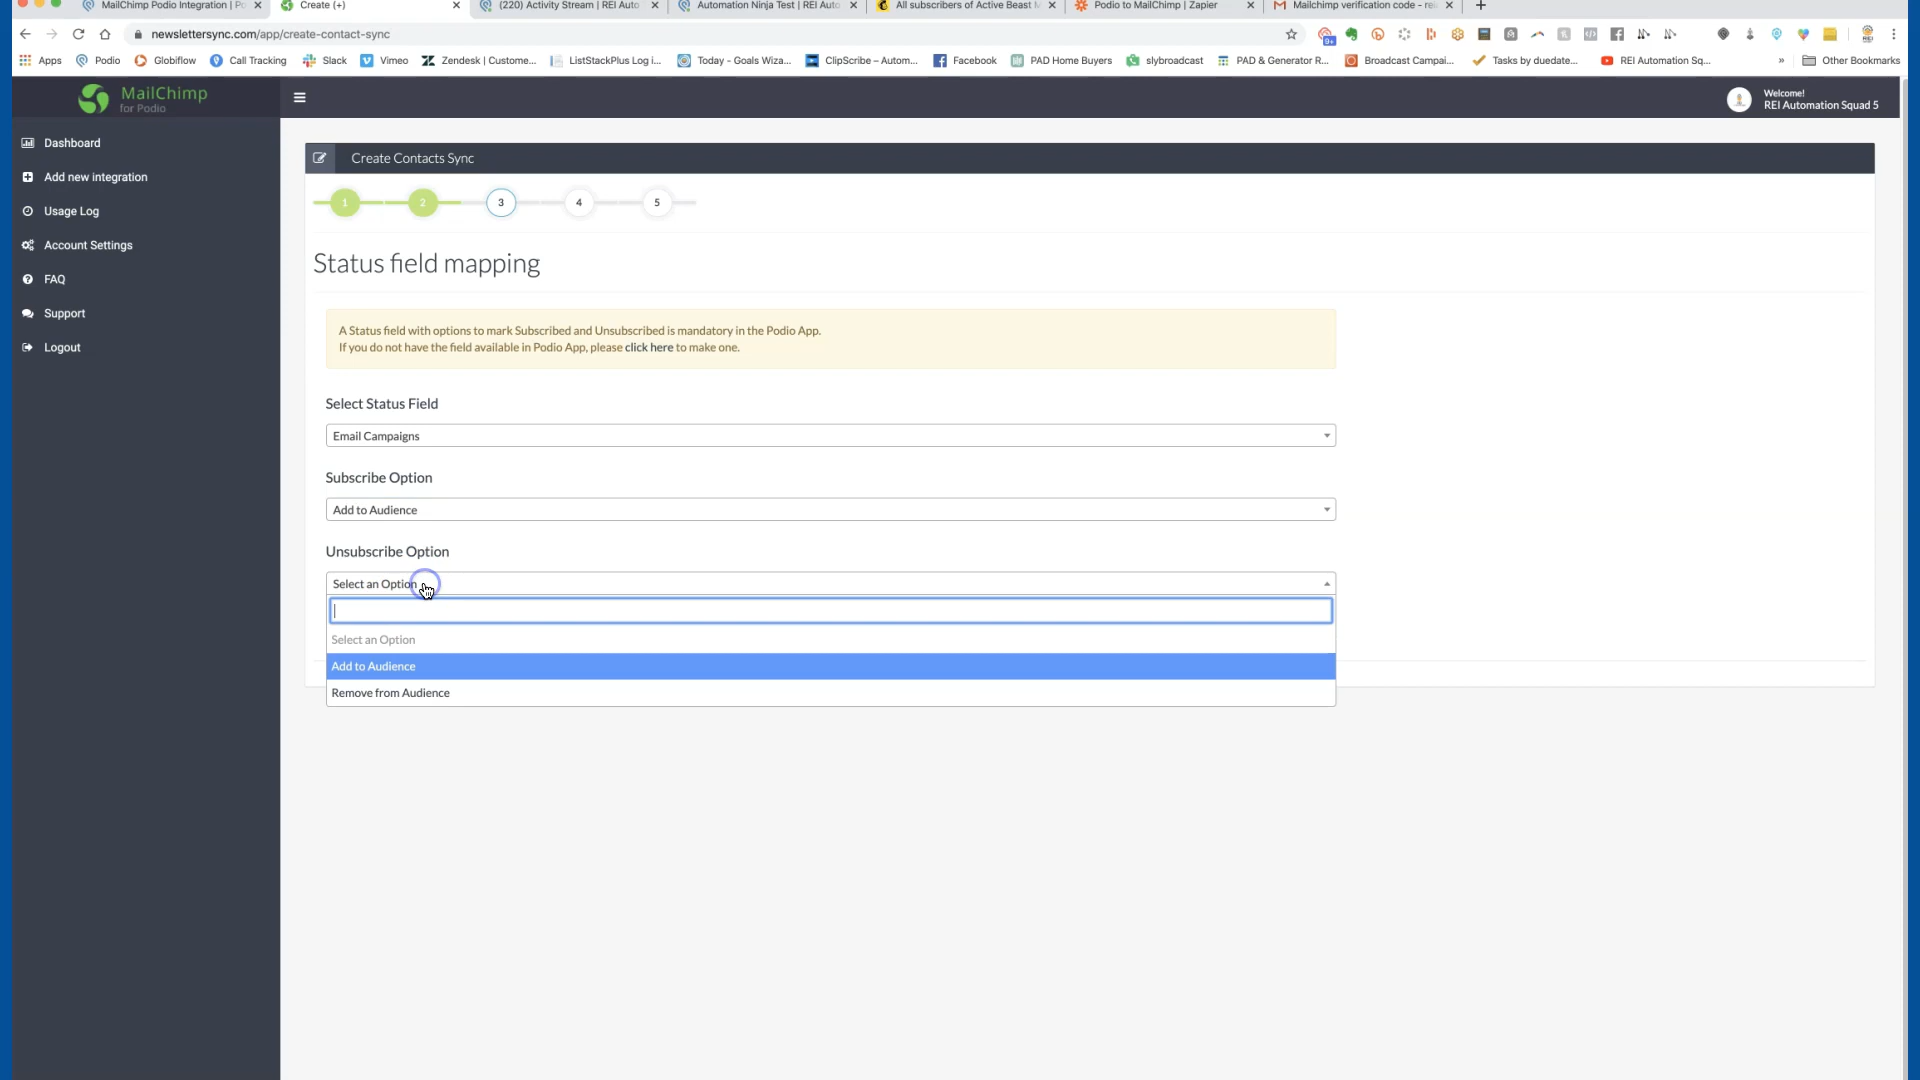 MailChimp Podio Integration | Po
Create (+)
(220) Activity Stream | REI Auto
Automation Ninja Test | REI Auto
All subscribers of Active Beast M
Podio to MailChimp | Zapier
Mailchimp verification code - rei
newslettersync.com/app/create-contact-sync
9+
Apps
Podio
Globiflow
Call Tracking
Slack
Vimeo
Zendesk | Custome...
ListStackPlus Log i...
Today - Goals Wiza...
ClipScribe – Autom...
Facebook
PAD Home Buyers
slybroadcast
PAD & Generator R...
Broadcast Campai...
Tasks by duedate...
REI Automation Sq...
»
Other Bookmarks
MailChimp
for Podio
Welcome!
REI Automation Squad 5
Dashboard
Add new integration
Usage Log
Account Settings
FAQ
Support
Logout
Create Contacts Sync
1 2 3 4 5
Status field mapping
A Status field with options to mark Subscribed and Unsubscribed is mandatory in the Podio App.
If you do not have the field available in Podio App, please click here to make one.
Select Status Field
Email Campaigns
Subscribe Option
Add to Audience
Unsubscribe Option
Select an Option
Select an Option
Add to Audience
Remove from Audience